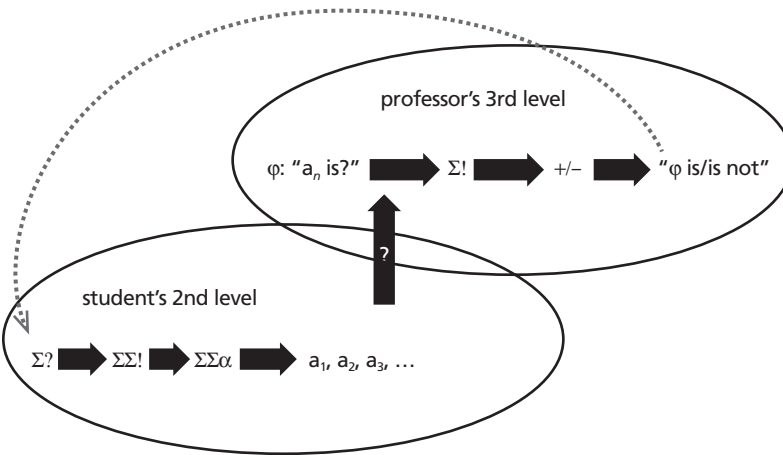 professor's 3rd level
φ: "aₙ is?" Σ! +/– "φ is/is not"
?
student's 2nd level
Σ? ΣΣ! ΣΣα a₁, a₂, a₃, …